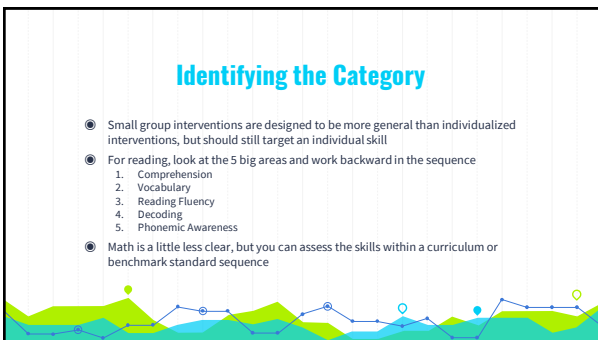 Identifying the Category
◉ Small group interventions are designed to be more general than individualized
interventions, but should still target an individual skill
◉ For reading, look at the 5 big areas and work backward in the sequence
1. Comprehension
2. Vocabulary
3. Reading Fluency
4. Decoding
5. Phonemic Awareness
◉ Math is a little less clear, but you can assess the skills within a curriculum or
benchmark standard sequence